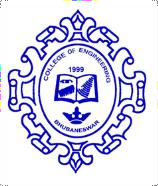 COLLEGE OF ENGINEERING
1999
BHUBANESWAR